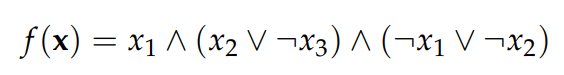 f(x) = x₁ ∧ (x₂ ∨ ¬x₃) ∧ (¬x₁ ∨ ¬x₂)